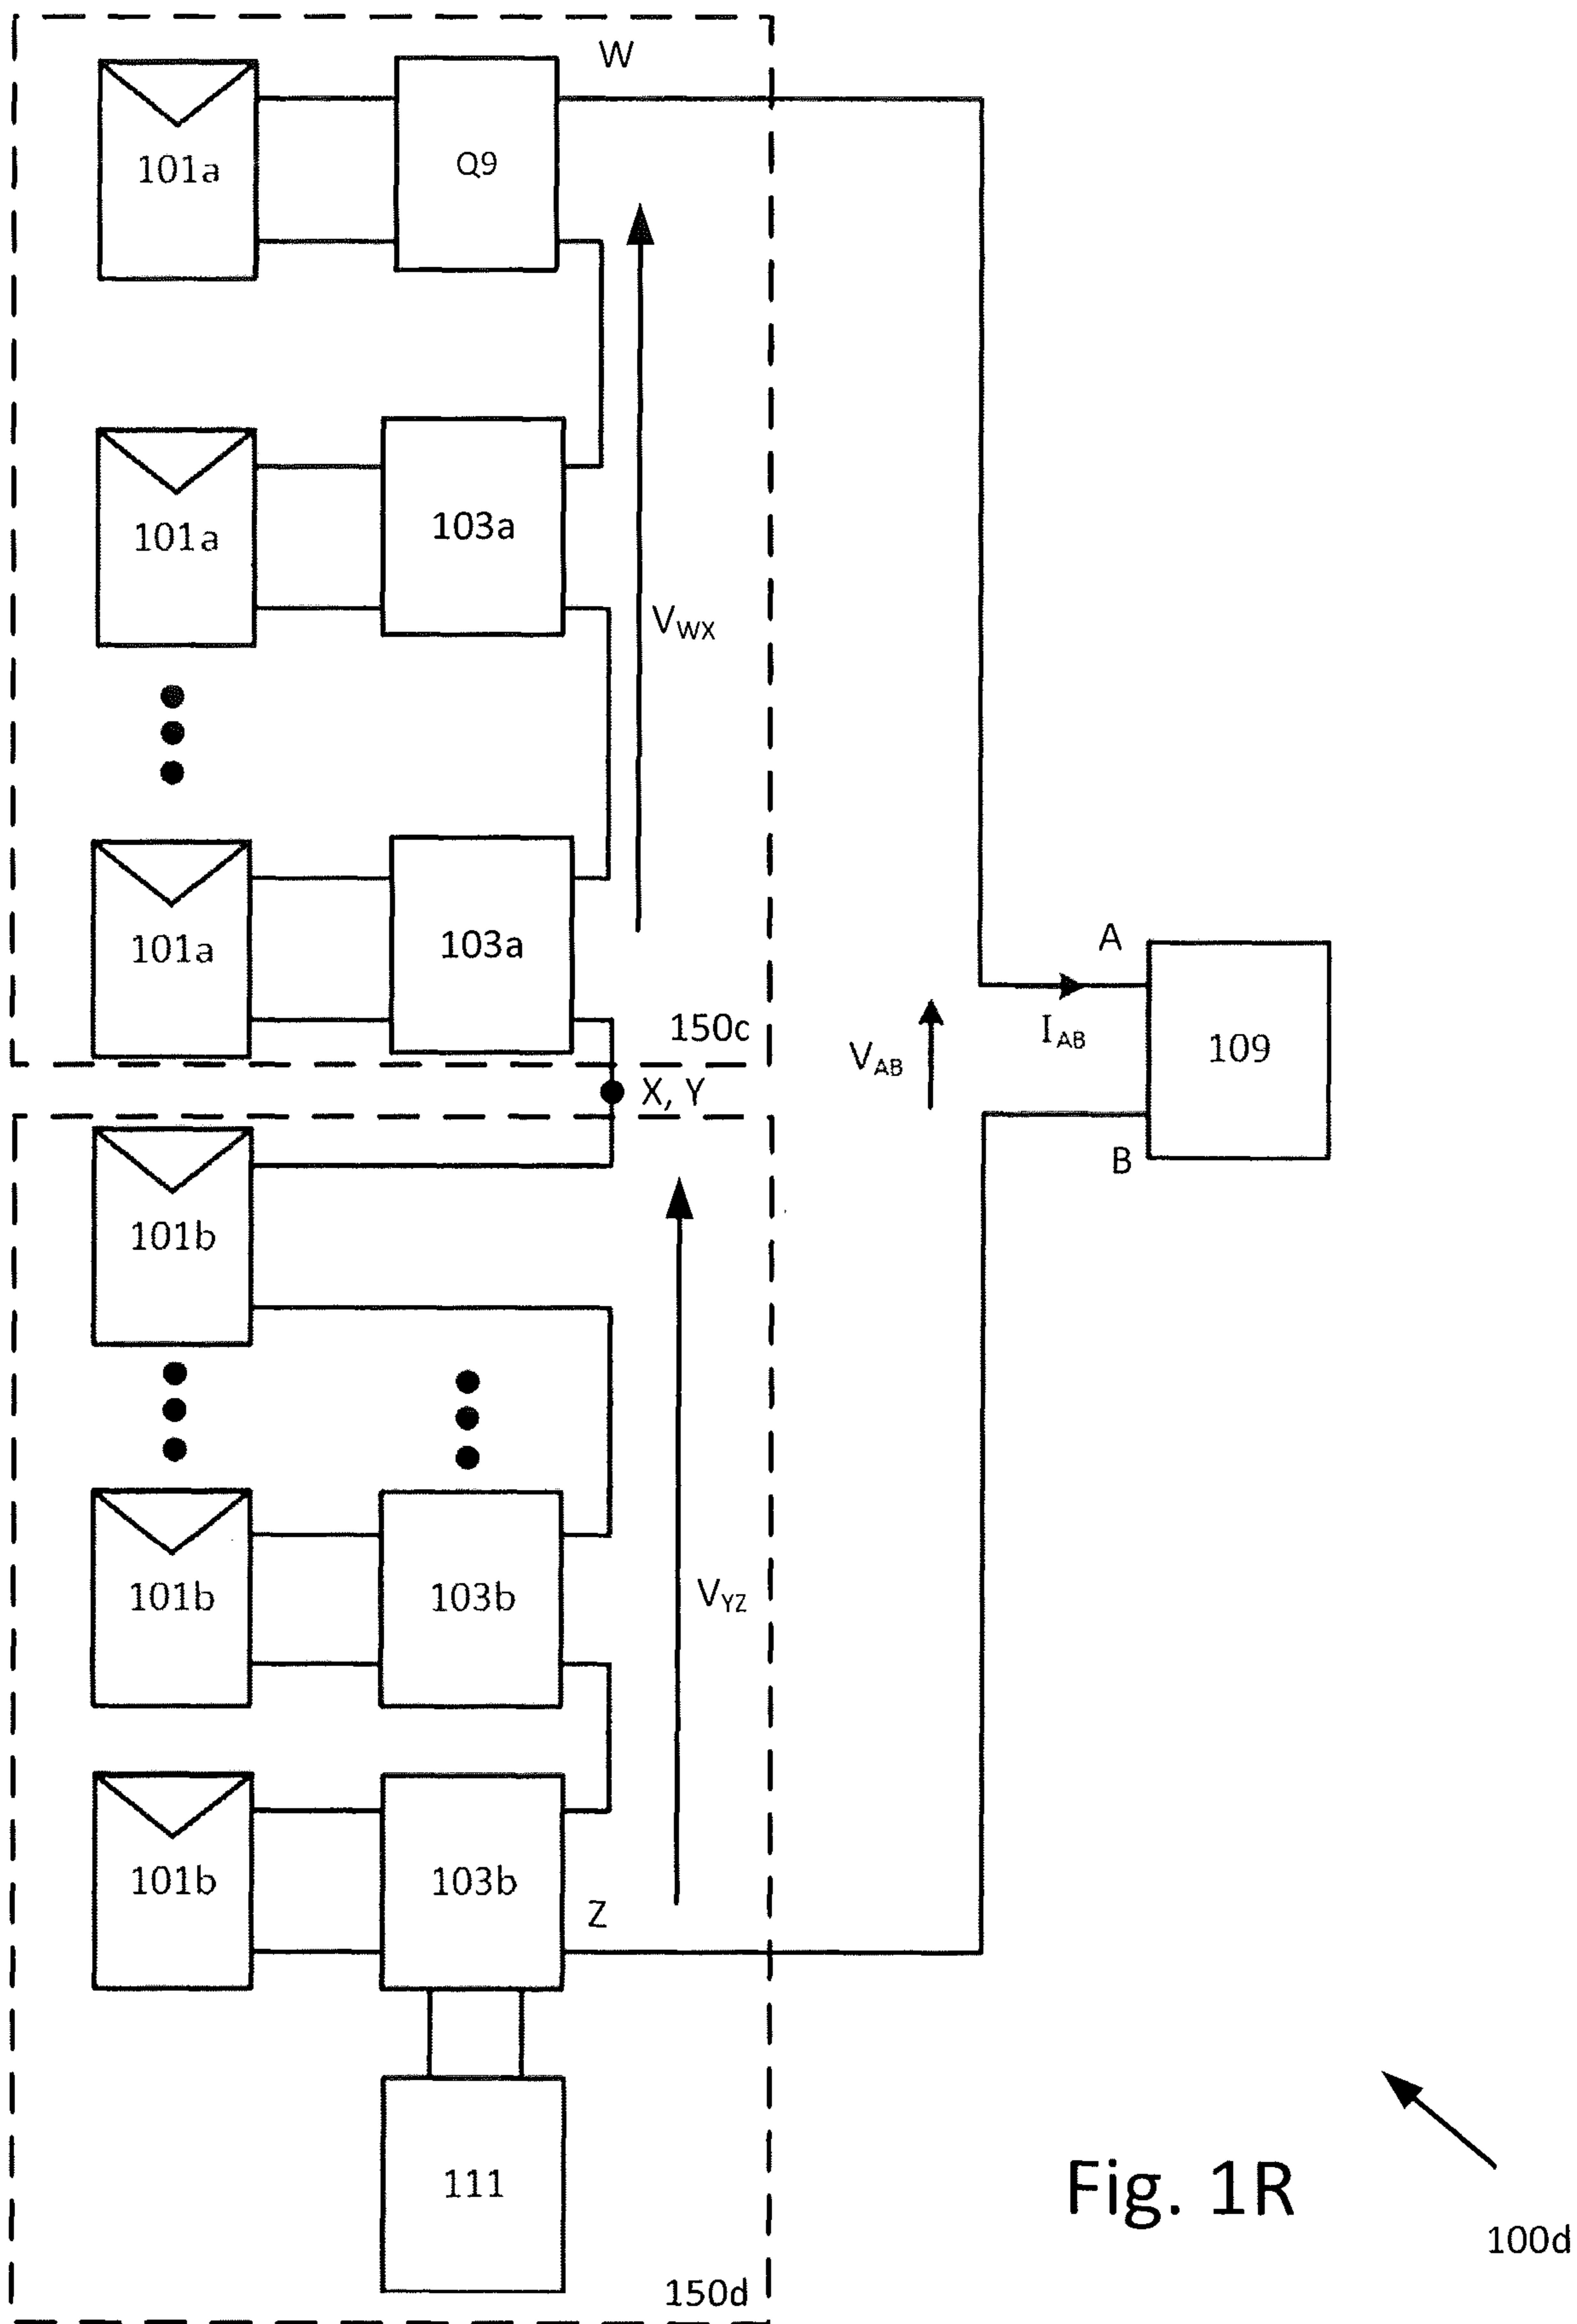 W
101a
Q9
101a
103a
VWX
101a
103a
150c
A
IAB
VAB
109
X, Y
B
101b
101b
103b
VYZ
101b
103b
Z
111
150d
Fig. 1R
100d